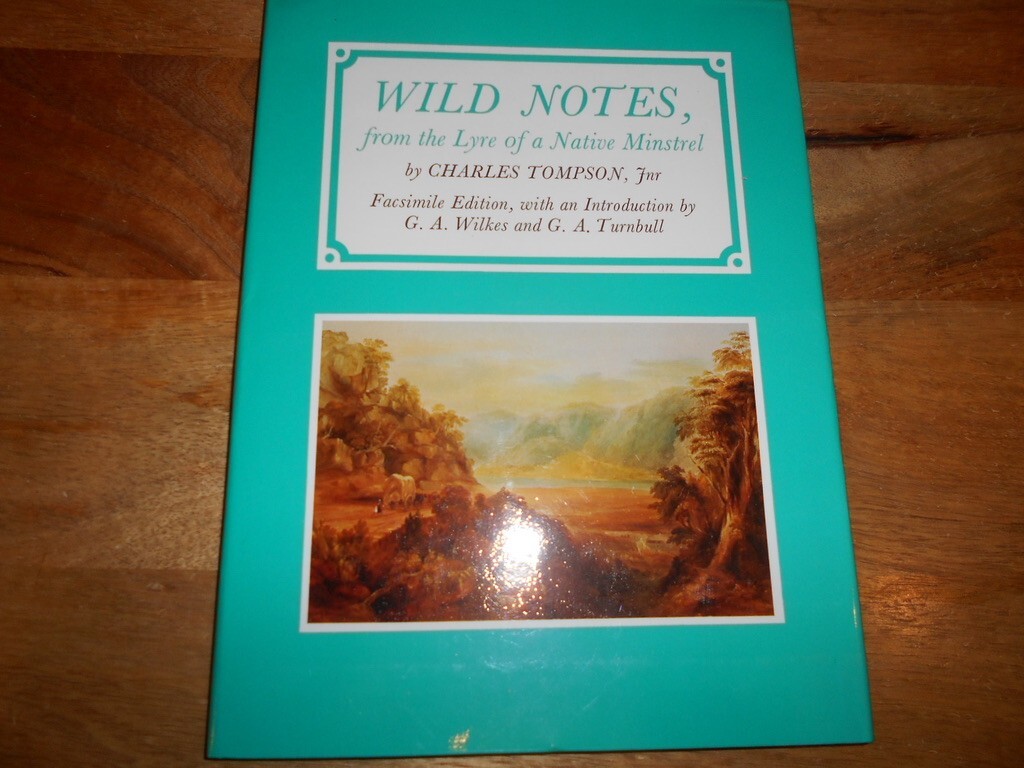 WILD NOTES,
from the Lyre of a Native Minstrel
by CHARLES TOMPSON, Jnr
Facsimile Edition, with an Introduction by
G. A. Wilkes and G. A. Turnbull